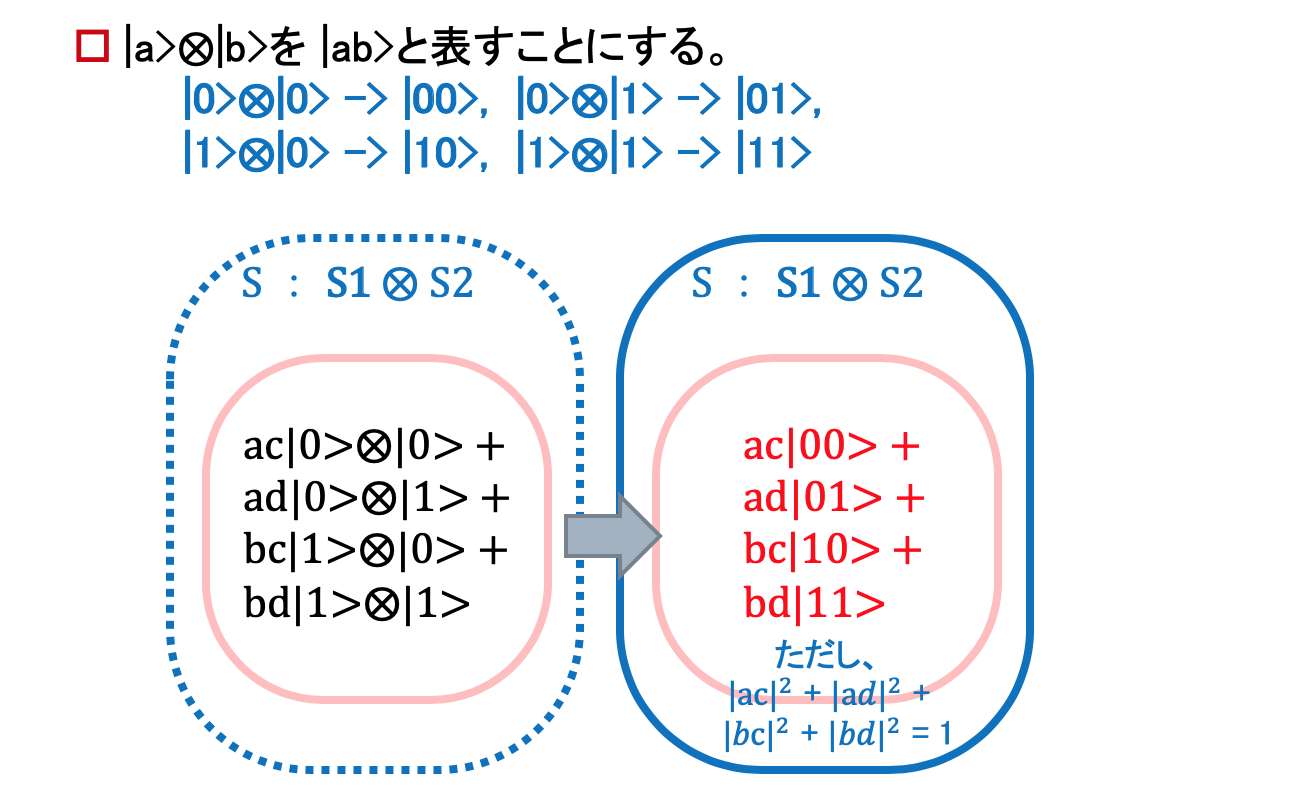 |a>⊗|b>を |ab>と表すことにする。
|0>⊗|0> -> |00>, |0>⊗|1> -> |01>,
|1>⊗|0> -> |10>, |1>⊗|1> -> |11>
S : S1 ⊗ S2
ac|0>⊗|0> +
ad|0>⊗|1> +
bc|1>⊗|0> +
bd|1>⊗|1>
S : S1 ⊗ S2
ac|00> +
ad|01> +
bc|10> +
bd|11>
ただし、
|ac|² + |ad|² +
|bc|² + |bd|² = 1